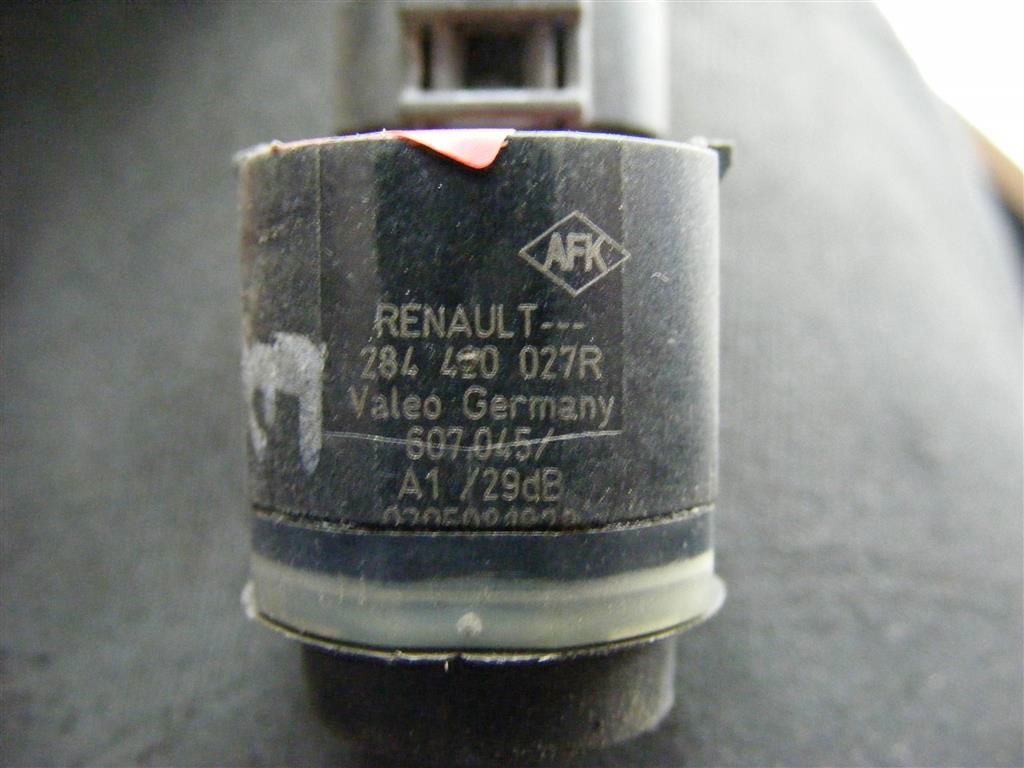 AFK
RENAULT---
284 420 027R
Valeo Germany
607 045/
A1 /29dB